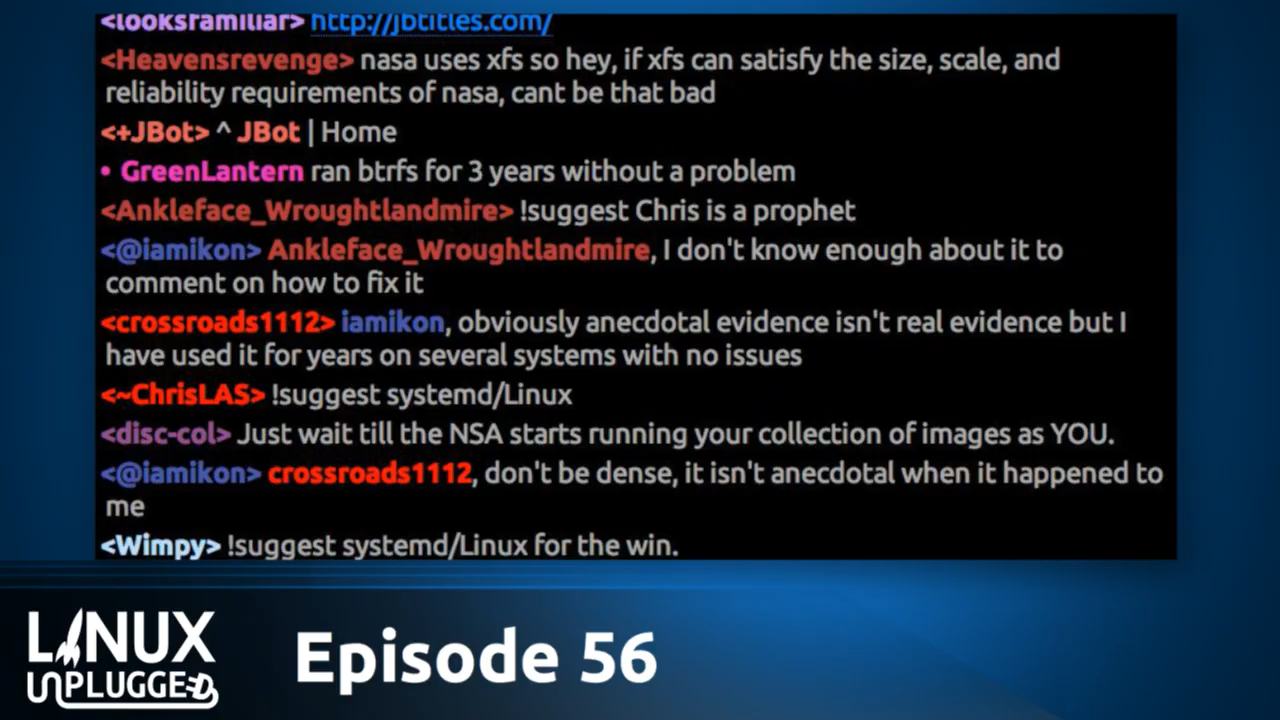 <looksfamiliar> http://jbtitles.com/
<Heavensrevenge> nasa uses xfs so hey, if xfs can satisfy the size, scale, and
reliability requirements of nasa, cant be that bad
<+JBot> ^ JBot | Home
• GreenLantern ran btrfs for 3 years without a problem
<Ankleface_Wroughtlandmire> !suggest Chris is a prophet
<@iamikon> Ankleface_Wroughtlandmire, I don't know enough about it to
comment on how to fix it
<crossroads1112> iamikon, obviously anecdotal evidence isn't real evidence but I
have used it for years on several systems with no issues
<~ChrisLAS> !suggest systemd/Linux
<disc-col> Just wait till the NSA starts running your collection of images as YOU.
<@iamikon> crossroads1112, don't be dense, it isn't anecdotal when it happened to
me
<Wimpy> !suggest systemd/Linux for the win.
LINUX
UNPLUGGED
Episode 56